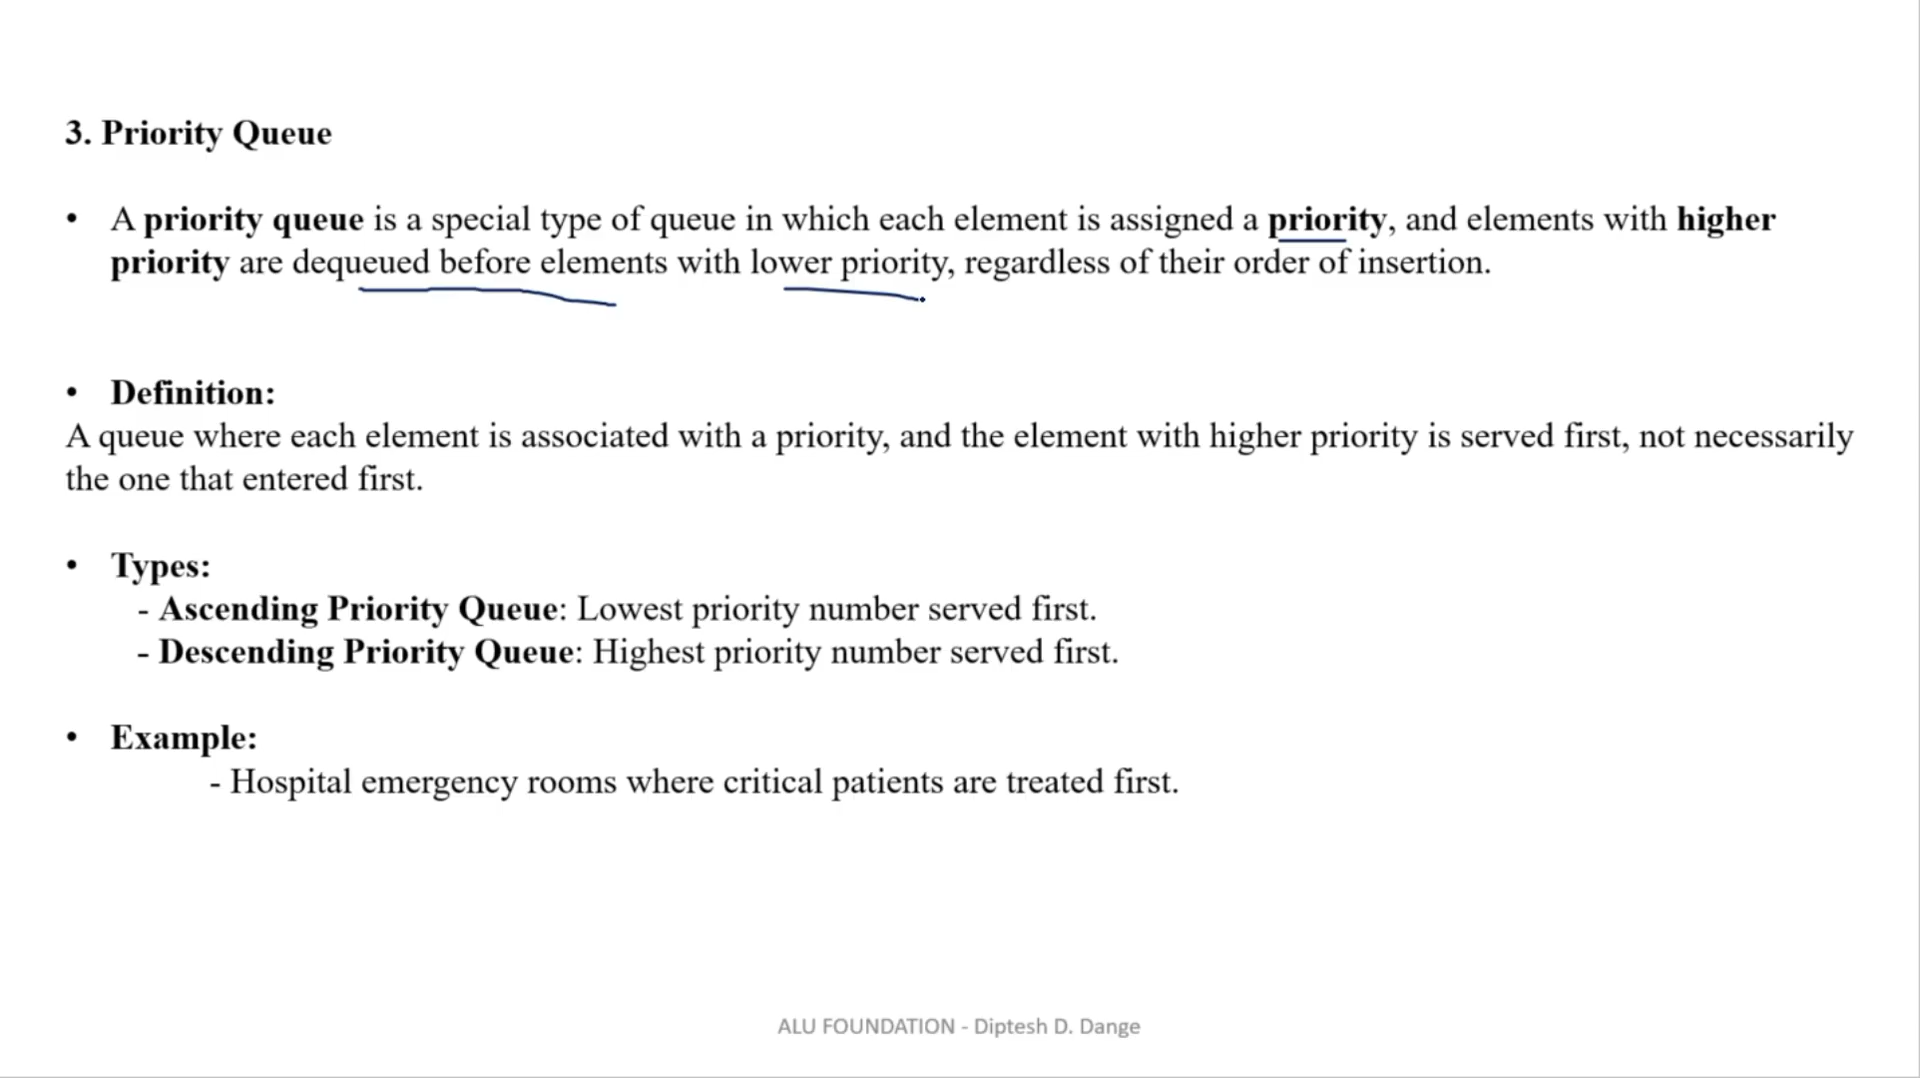 3. Priority Queue
• A priority queue is a special type of queue in which each element is assigned a priority, and elements with higher
priority are dequeued before elements with lower priority, regardless of their order of insertion.
• Definition:
A queue where each element is associated with a priority, and the element with higher priority is served first, not necessarily
the one that entered first.
• Types:
- Ascending Priority Queue: Lowest priority number served first.
- Descending Priority Queue: Highest priority number served first.
• Example:
- Hospital emergency rooms where critical patients are treated first.
ALU FOUNDATION - Diptesh D. Dange